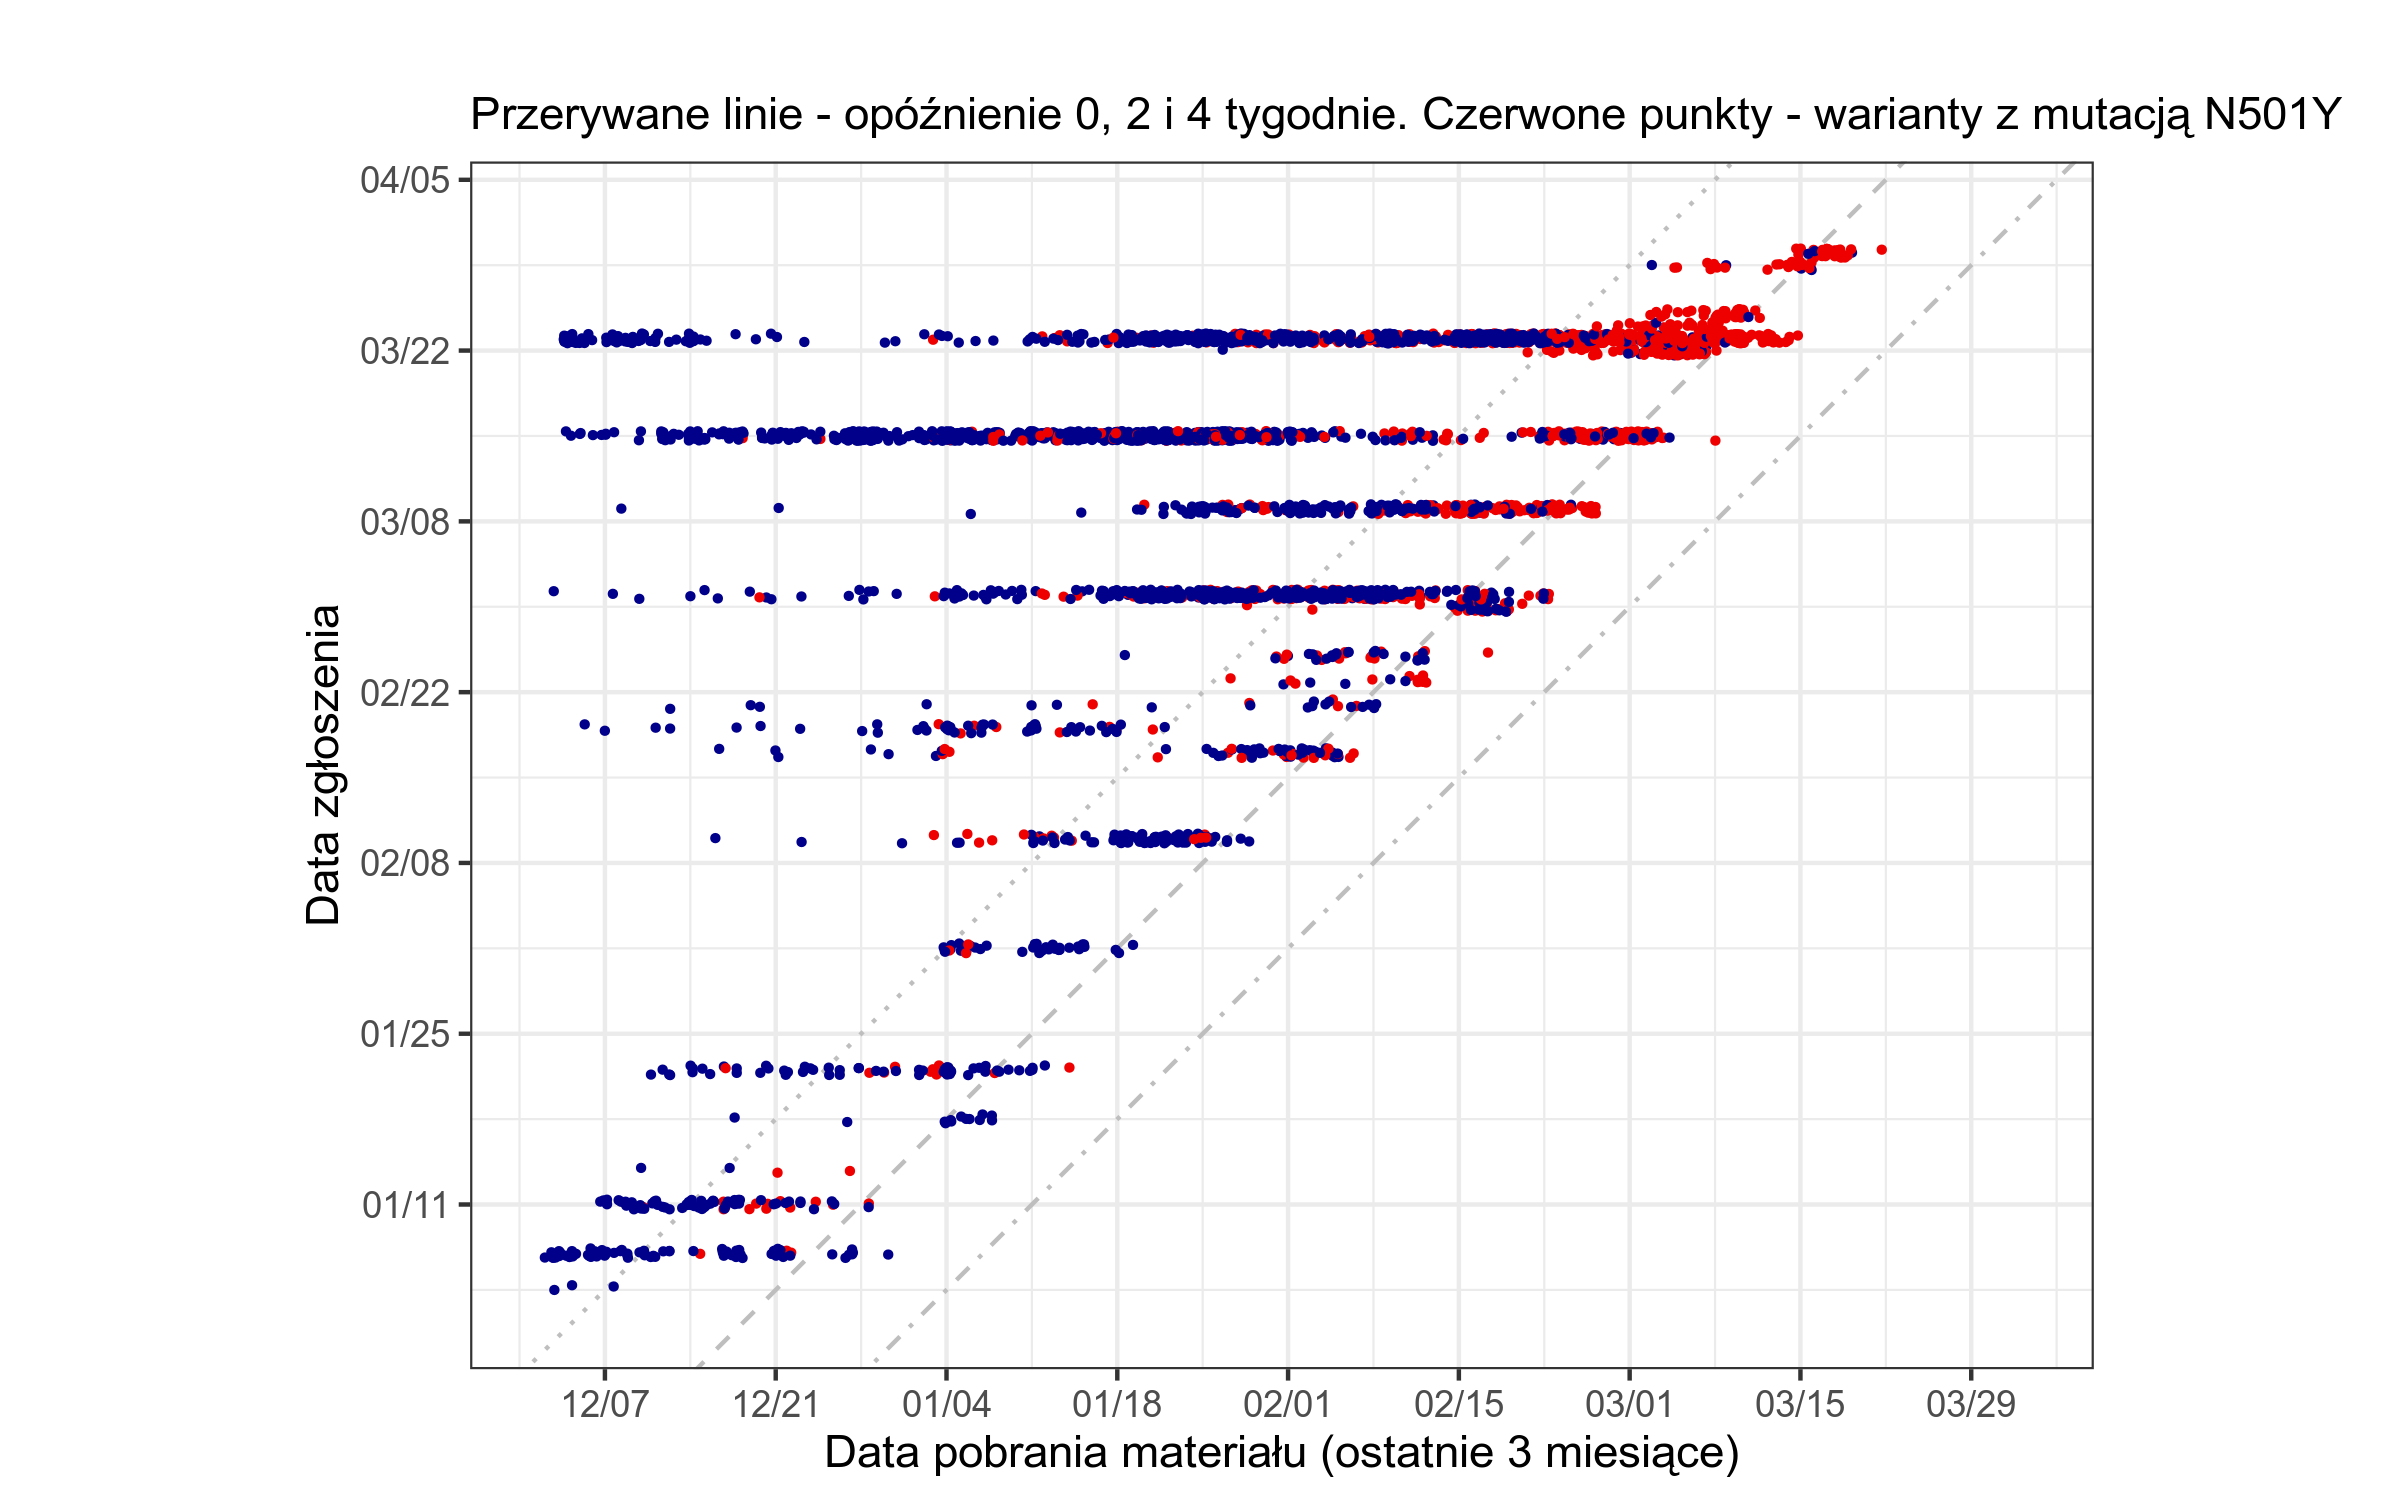 Przerywane linie - opóźnienie 0, 2 i 4 tygodnie. Czerwone punkty - warianty z mutacją N501Y
04/05
03/22
03/08
02/22
02/08
01/25
01/11
Data zgłoszenia
12/07 12/21 01/04 01/18 02/01 02/15 03/01 03/15 03/29
Data pobrania materiału (ostatnie 3 miesiące)